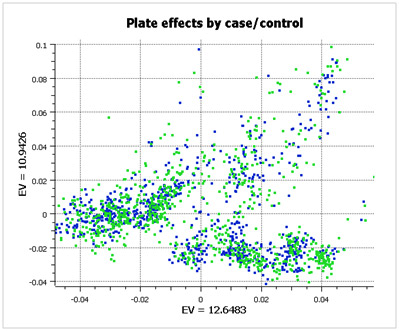 Plate effects by case/control
0.1
0.08
0.06
0.04
0.02
0
-0.02
-0.04
EV = 10.9426
-0.04 -0.02 0 0.02 0.04
EV = 12.6483